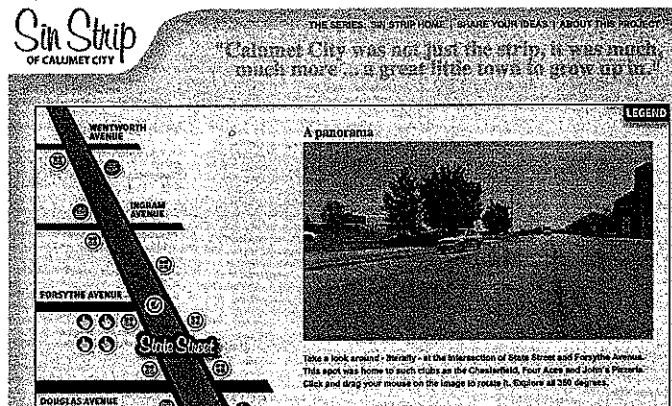 Sin Strip
OF CALUMET CITY
THE SERIES: SIN STRIP HOME | SHARE YOUR IDEAS | ABOUT THIS PROJECT
"Calumet City was not just the strip, it was much,
much more ... a great little town to grow up in."
LEGEND
WENTWORTH
AVENUE
INGRAM
AVENUE
FORSYTHE AVENUE
State Street
DOUGLAS AVENUE
A panorama
Take a look around - literally - at the intersection of State Street and Forsythe Avenue.
This spot was home to such clubs as the Chesterfield, Four Aces and John's Pizzeria.
Click and drag your mouse on the image to rotate it. Explore all 360 degrees.